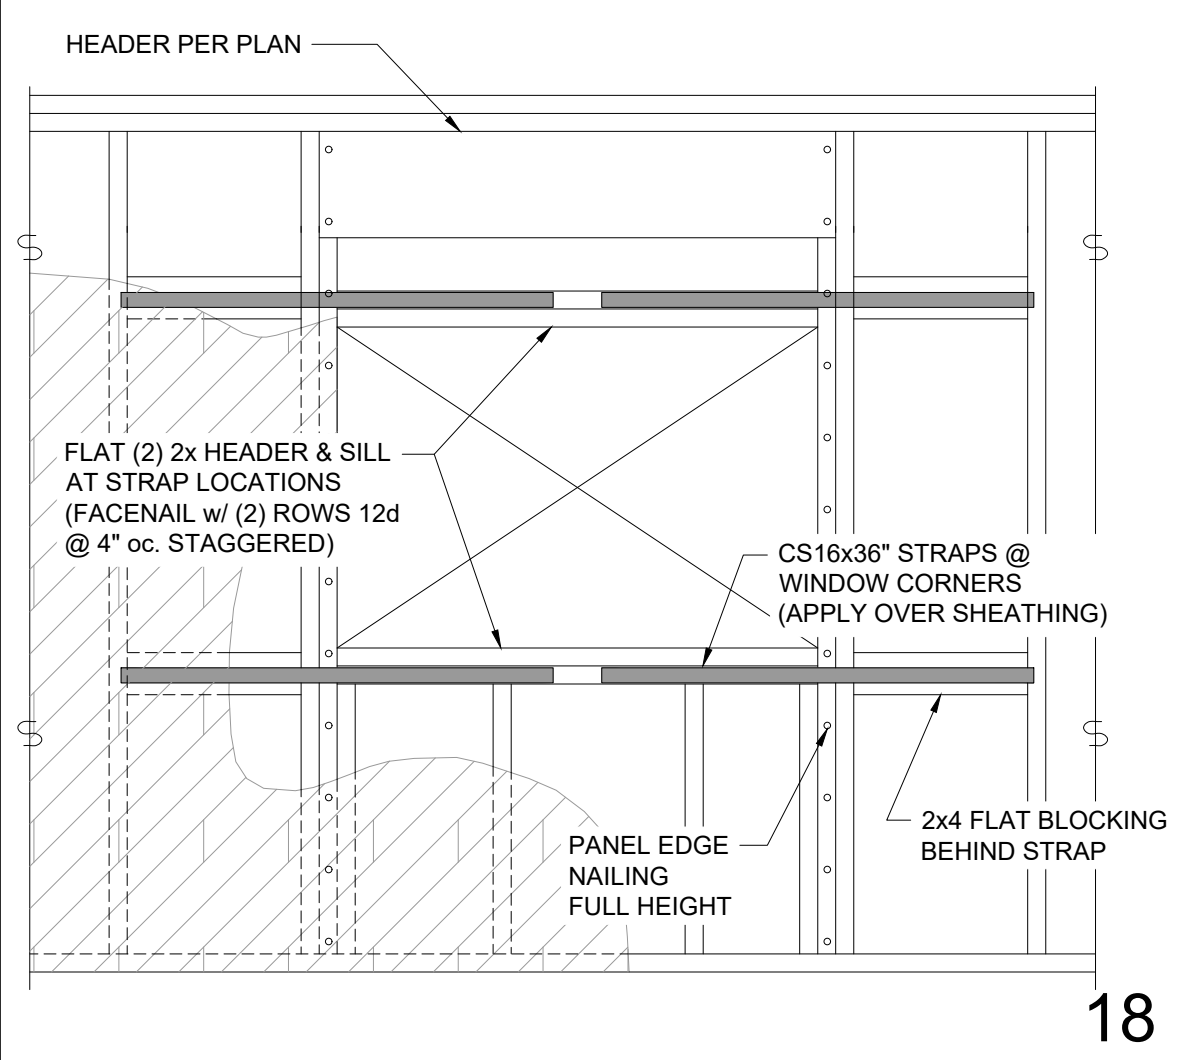 HEADER PER PLAN
FLAT (2) 2x HEADER & SILL
AT STRAP LOCATIONS
(FACENAIL w/ (2) ROWS 12d
@ 4" oc. STAGGERED)
CS16x36" STRAPS @
WINDOW CORNERS
(APPLY OVER SHEATHING)
2x4 FLAT BLOCKING
BEHIND STRAP
PANEL EDGE
NAILING
FULL HEIGHT
18